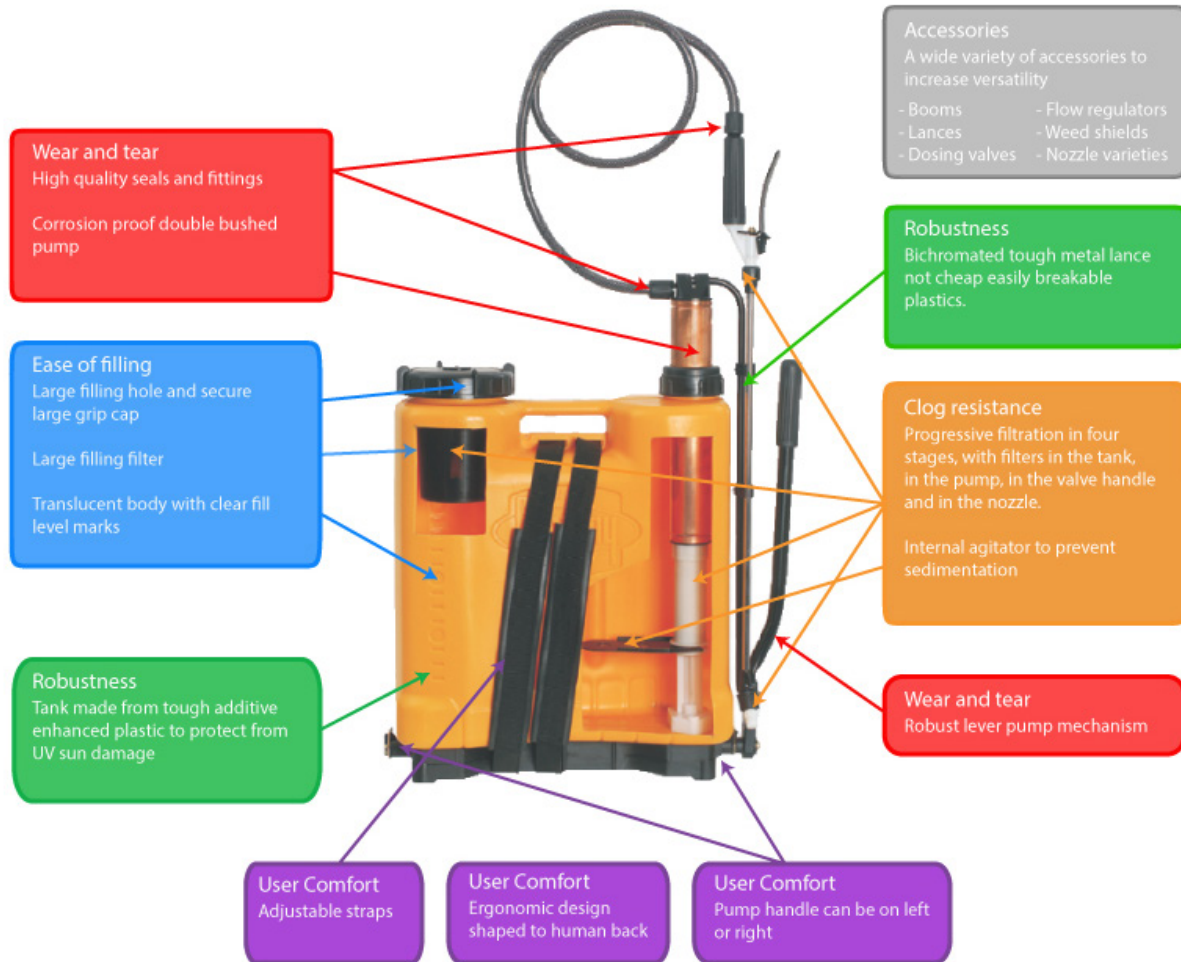 Accessories
A wide variety of accessories to
increase versatility
- Booms
- Flow regulators
- Lances
- Weed shields
- Dosing valves
- Nozzle varieties
Wear and tear
High quality seals and fittings
Corrosion proof double bushed
pump
Robustness
Bichromated tough metal lance
not cheap easily breakable
plastics.
Ease of filling
Large filling hole and secure
large grip cap
Large filling filter
Translucent body with clear fill
level marks
Clog resistance
Progressive filtration in four
stages, with filters in the tank,
in the pump, in the valve handle
and in the nozzle.
Internal agitator to prevent
sedimentation
Robustness
Tank made from tough additive
enhanced plastic to protect from
UV sun damage
Wear and tear
Robust lever pump mechanism
User Comfort
Adjustable straps
User Comfort
Ergonomic design
shaped to human back
User Comfort
Pump handle can be on left
or right